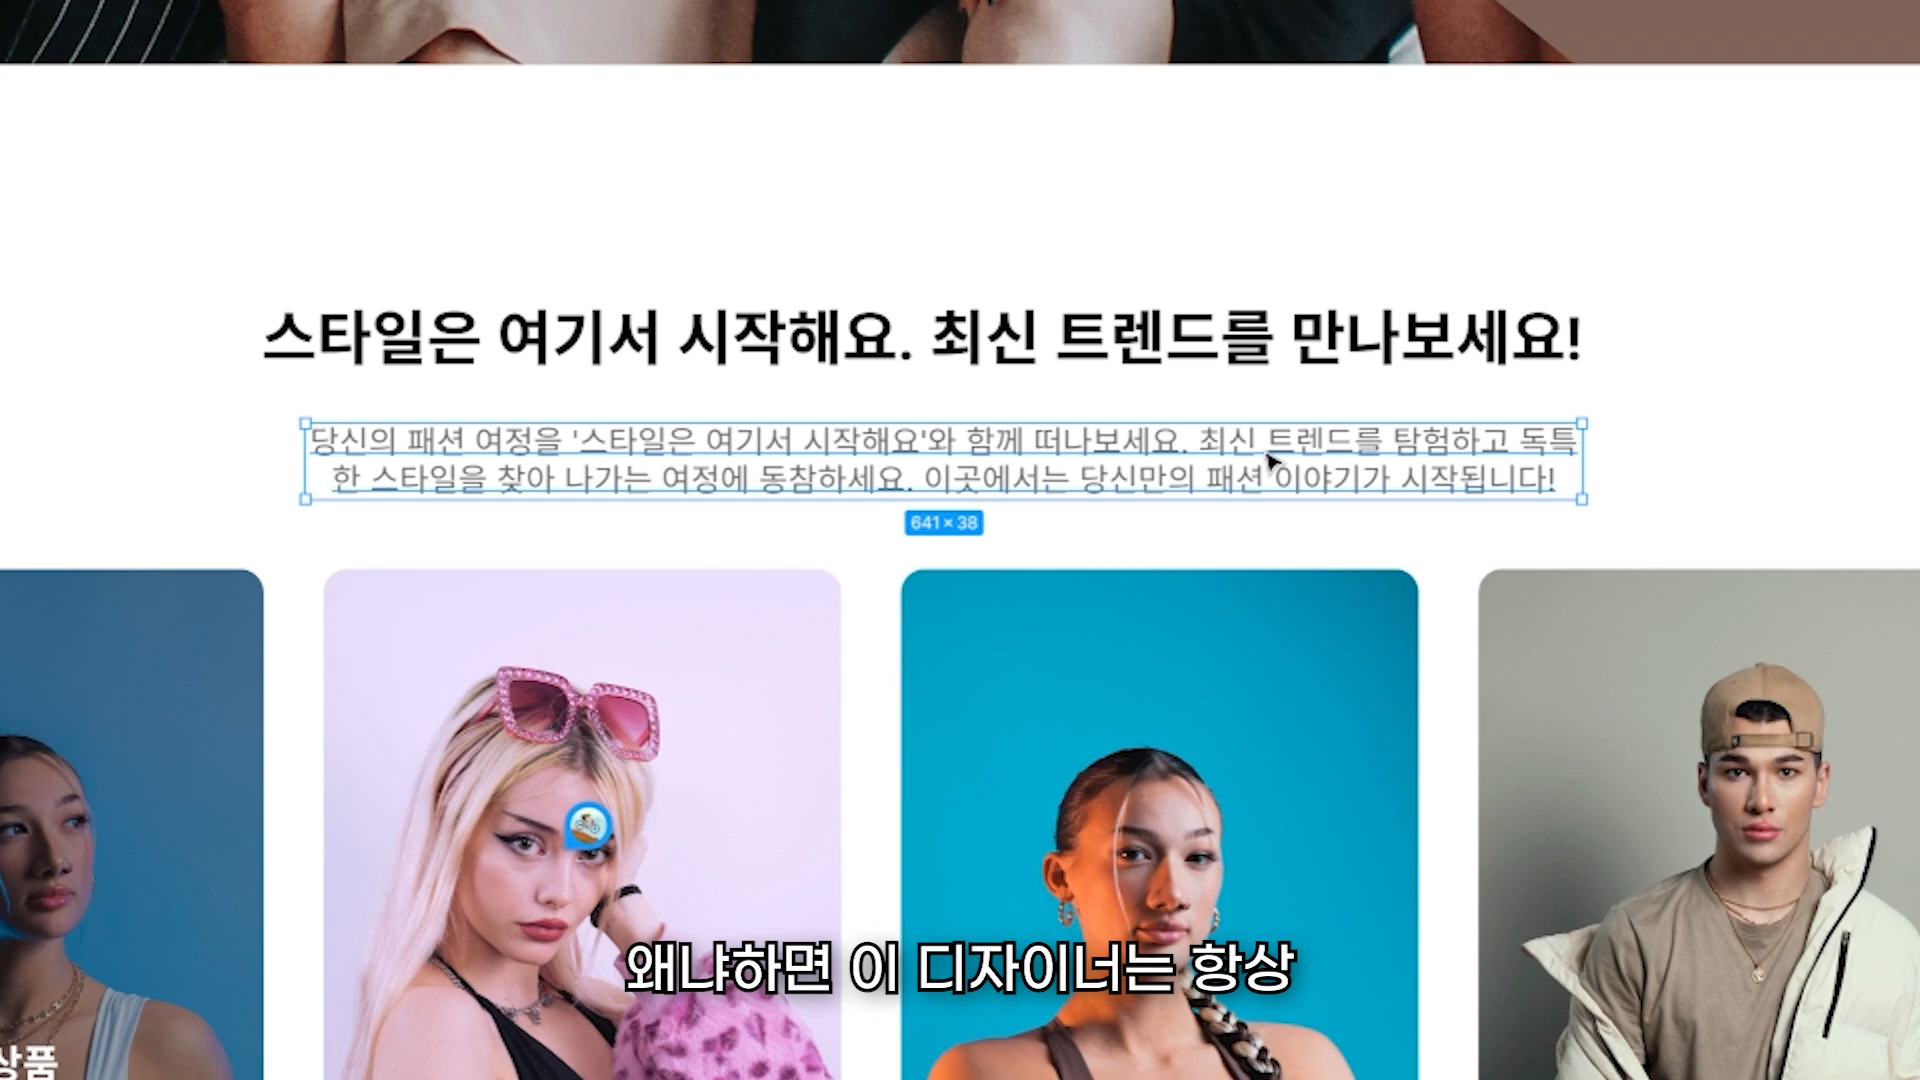 스타일은 여기서 시작해요. 최신 트렌드를 만나보세요!
당신의 패션 여정을 '스타일은 여기서 시작해요'와 함께 떠나보세요. 최신 트렌드를 탐험하고 독특
한 스타일을 찾아 나가는 여정에 동참하세요. 이곳에서는 당신만의 패션 이야기가 시작됩니다!
641 × 38
왜냐하면 이 디자이너는 항상
상품